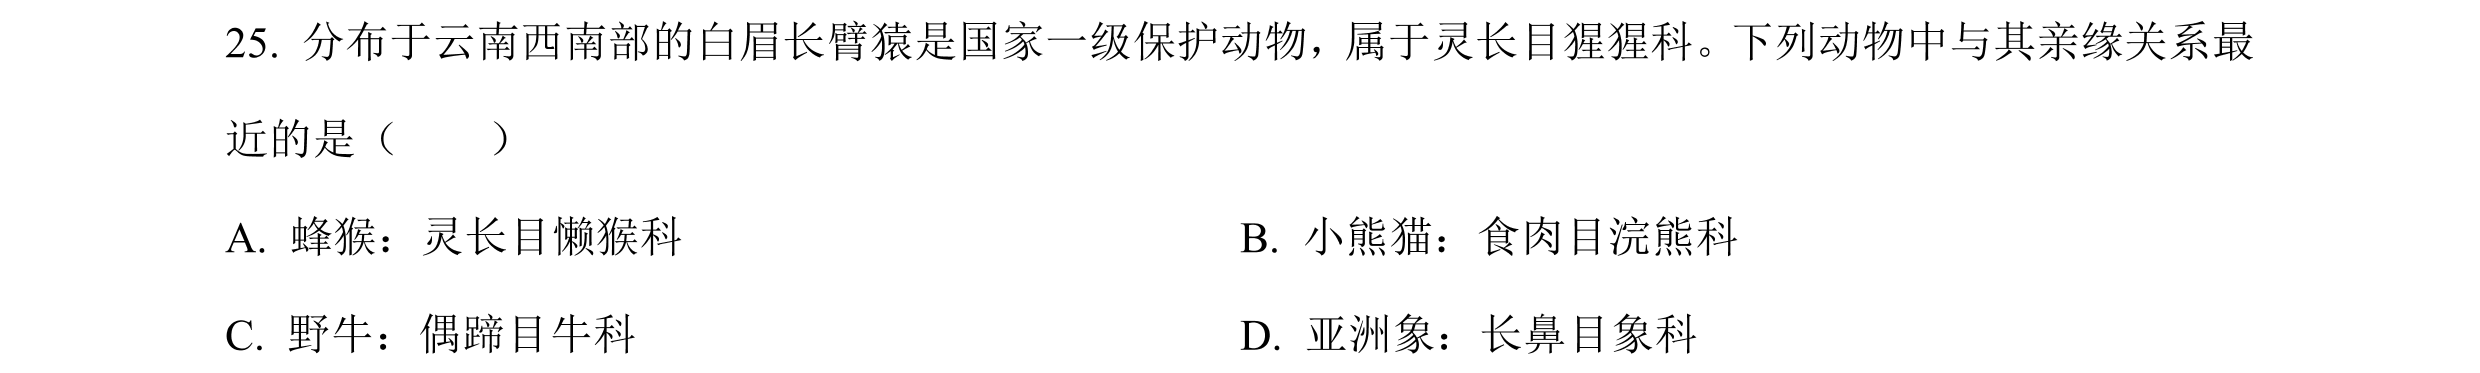 25. 分布于云南西南部的白眉长臂猿是国家一级保护动物，属于灵长目猩猩科。下列动物中与其亲缘关系最
近的是（　　）
A. 蜂猴：灵长目懒猴科　　B. 小熊猫：食肉目浣熊科
C. 野牛：偶蹄目牛科　　D. 亚洲象：长鼻目象科